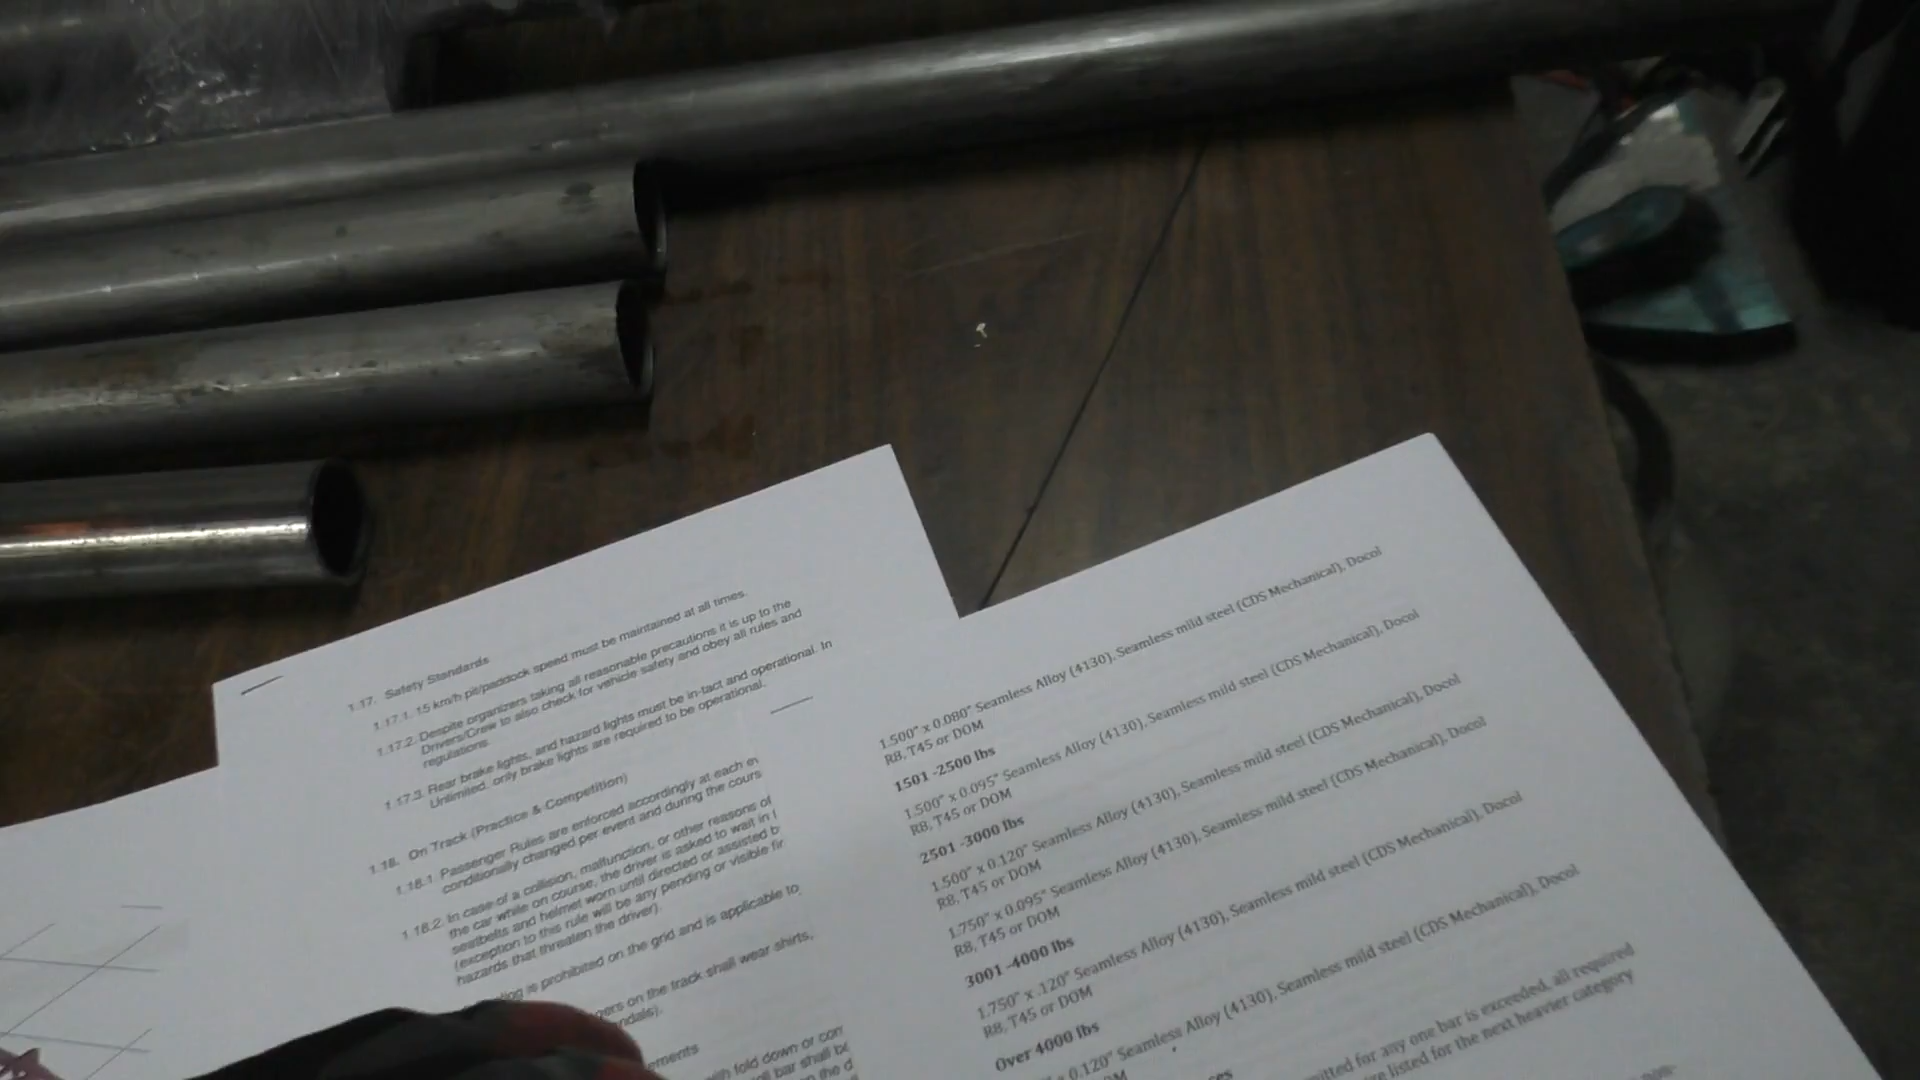 1.17. Safety Standards
1.17.1. 15 km/h pit/paddock speed must be maintained at all times.
1.17.2. Despite organizers taking all reasonable precautions it is up to the
Drivers/Crew to also check for vehicle safety and obey all rules and
regulations.
1.17.3. Rear brake lights, and hazard lights must be in-tact and operational. In
Unlimited, only brake lights are required to be operational.
1.18. On Track (Practice & Competition)
1.18.1 Passenger Rules are enforced accordingly at each
conditionally changed per event and during the
1.18.2. In case of a collision, malfunction, or other reasons of
the car while on course, the driver is asked to wait in
seatbelts and helmet worn until directed or assisted
(exception to this rule will be any pending or visible
hazards that threaten the driver).
is prohibited on the grid and is applicable to
on the track shall wear shirts,
with fold down or
bar shall
on the
1.500" x 0.080" Seamless Alloy (4130), Seamless mild steel (CDS Mechanical), Docol
R8, T45 or DOM
1501 -2500 lbs
1.500" x 0.095" Seamless Alloy (4130), Seamless mild steel (CDS Mechanical), Docol
R8, T45 or DOM
2501 -3000 lbs
1.500" x 0.120" Seamless Alloy (4130), Seamless mild steel (CDS Mechanical), Docol
R8, T45 or DOM
1.750" x 0.095" Seamless Alloy (4130), Seamless mild steel (CDS Mechanical), Docol
R8, T45 or DOM
3001 -4000 lbs
1.750" x .120" Seamless Alloy (4130), Seamless mild steel (CDS Mechanical), Docol
R8, T45 or DOM
Over 4000 lbs
x 0.120" Seamless Alloy (4130), Seamless mild steel (CDS Mechanical), Docol
DOM
for any one bar is exceeded, all required
listed for the next heavier category